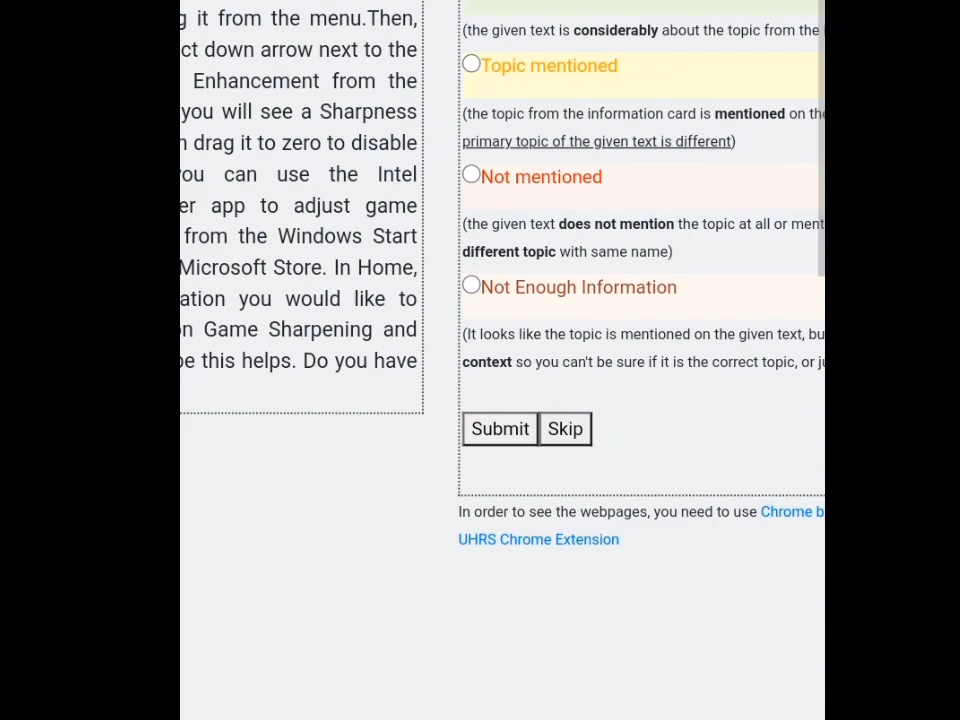 it from the menu.Then,
down arrow next to the
Enhancement from the
you will see a Sharpness
drag it to zero to disable
you can use the Intel
app to adjust game
from the Windows Start
Microsoft Store. In Home,
you would like to
Game Sharpening and
this helps. Do you have
(the given text is considerably about the topic from the
Topic mentioned
(the topic from the information card is mentioned on the
primary topic of the given text is different)
Not mentioned
(the given text does not mention the topic at all or ment
different topic with same name)
Not Enough Information
(It looks like the topic is mentioned on the given text, bu
context so you can't be sure if it is the correct topic, or ju
Submit Skip
In order to see the webpages, you need to use Chrome b
UHRS Chrome Extension